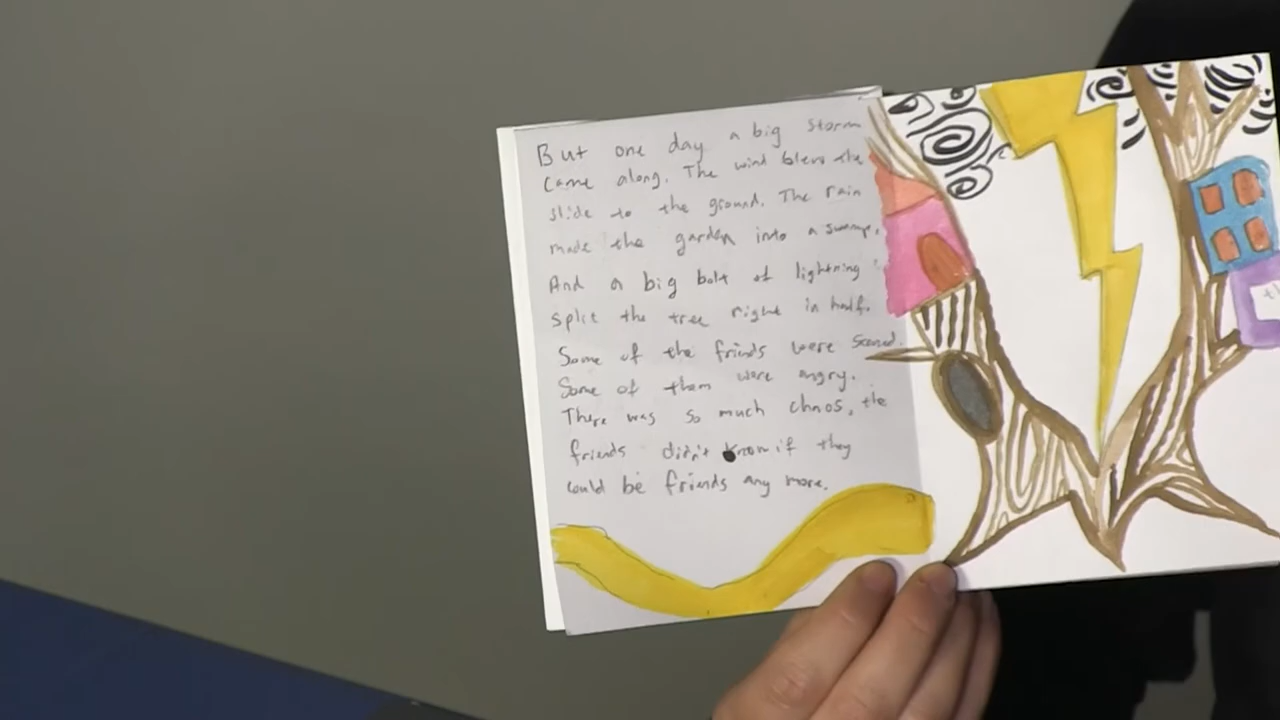 But one day a big storm
came along. The wind blew the
slide to the ground. The rain
made the garden into a swamp.
And a big bolt of lightning
split the tree right in half.
Some of the friends were scared.
Some of them were angry.
There was so much chaos, the
friends didn't know if they
could be friends any more.